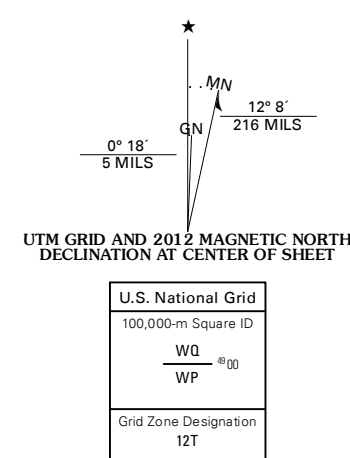 ★
MN
GN
12° 8´
216 MILS
0° 18´
5 MILS
UTM GRID AND 2012 MAGNETIC NORTH
DECLINATION AT CENTER OF SHEET
U.S. National Grid
100,000-m Square ID
WQ
4900
WP
Grid Zone Designation
12T